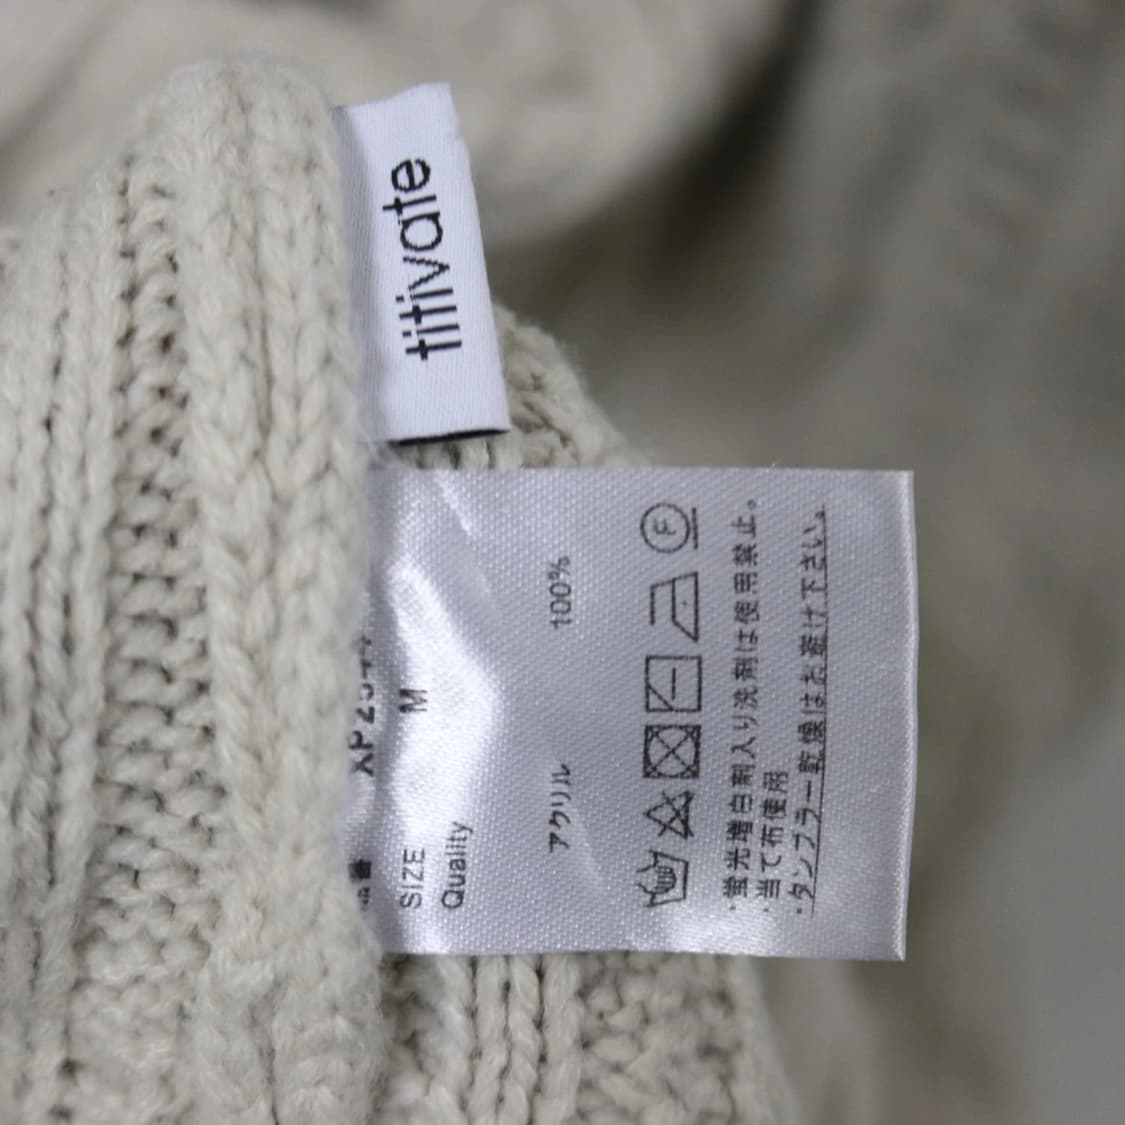 titivate
SIZE M
Quality
アクリル 100%
F
・蛍光増白剤入り洗剤は使用禁止。
・当て布使用
・タンブラー乾燥はお避け下さい。